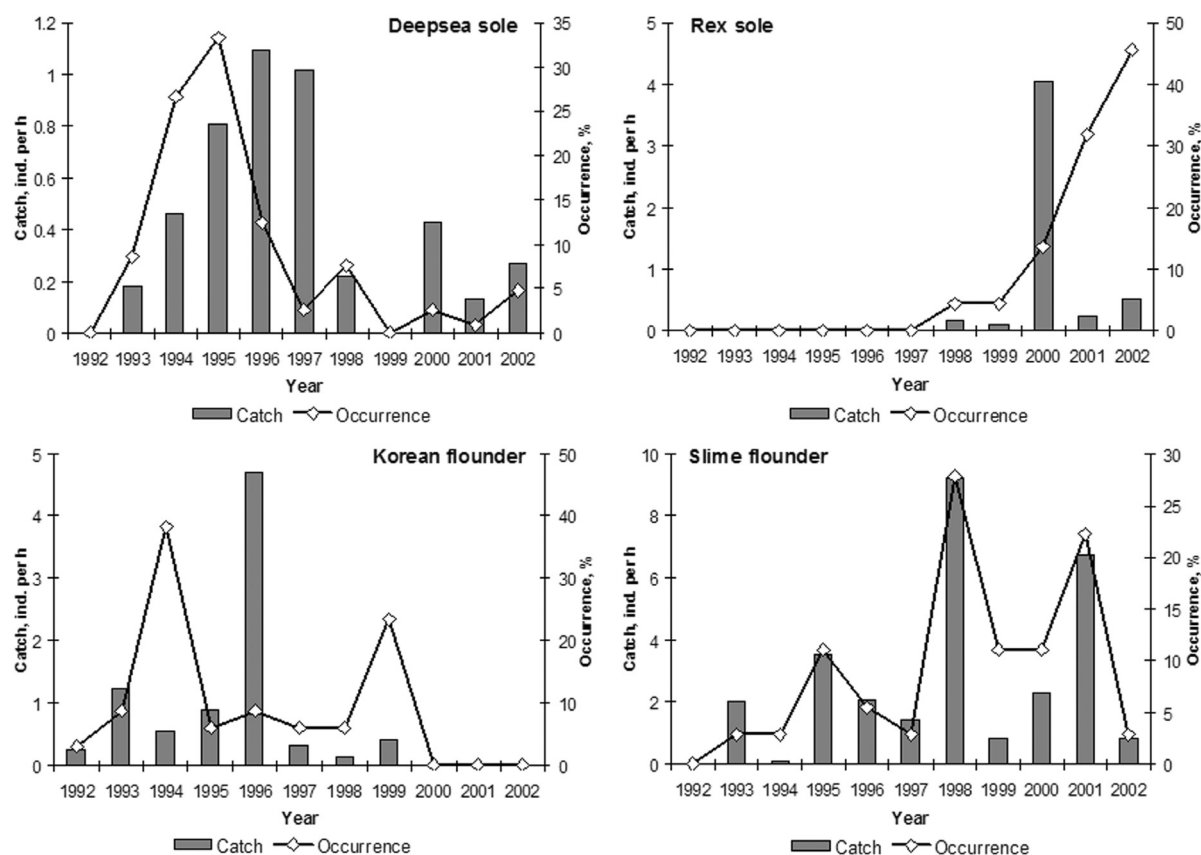 Deepsea sole
1.2
1
0.8
0.6
0.4
0.2
0
Catch, ind. per h
35
30
25
20
15
10
5
0
Occurrence, %
1992 1993 1994 1995 1996 1997 1998 1999 2000 2001 2002
Year
Catch Occurrence
Rex sole
5
4
3
2
1
0
Catch, ind. per h
50
40
30
20
10
0
Occurrence, %
1992 1993 1994 1995 1996 1997 1998 1999 2000 2001 2002
Year
Catch Occurrence
Korean flounder
5
4
3
2
1
0
Catch, ind. per h
50
40
30
20
10
0
Occurrence, %
1992 1993 1994 1995 1996 1997 1998 1999 2000 2001 2002
Year
Catch Occurrence
Slime flounder
10
8
6
4
2
0
Catch, ind. per h
30
25
20
15
10
5
0
Occurrence, %
1992 1993 1994 1995 1996 1997 1998 1999 2000 2001 2002
Year
Catch Occurrence